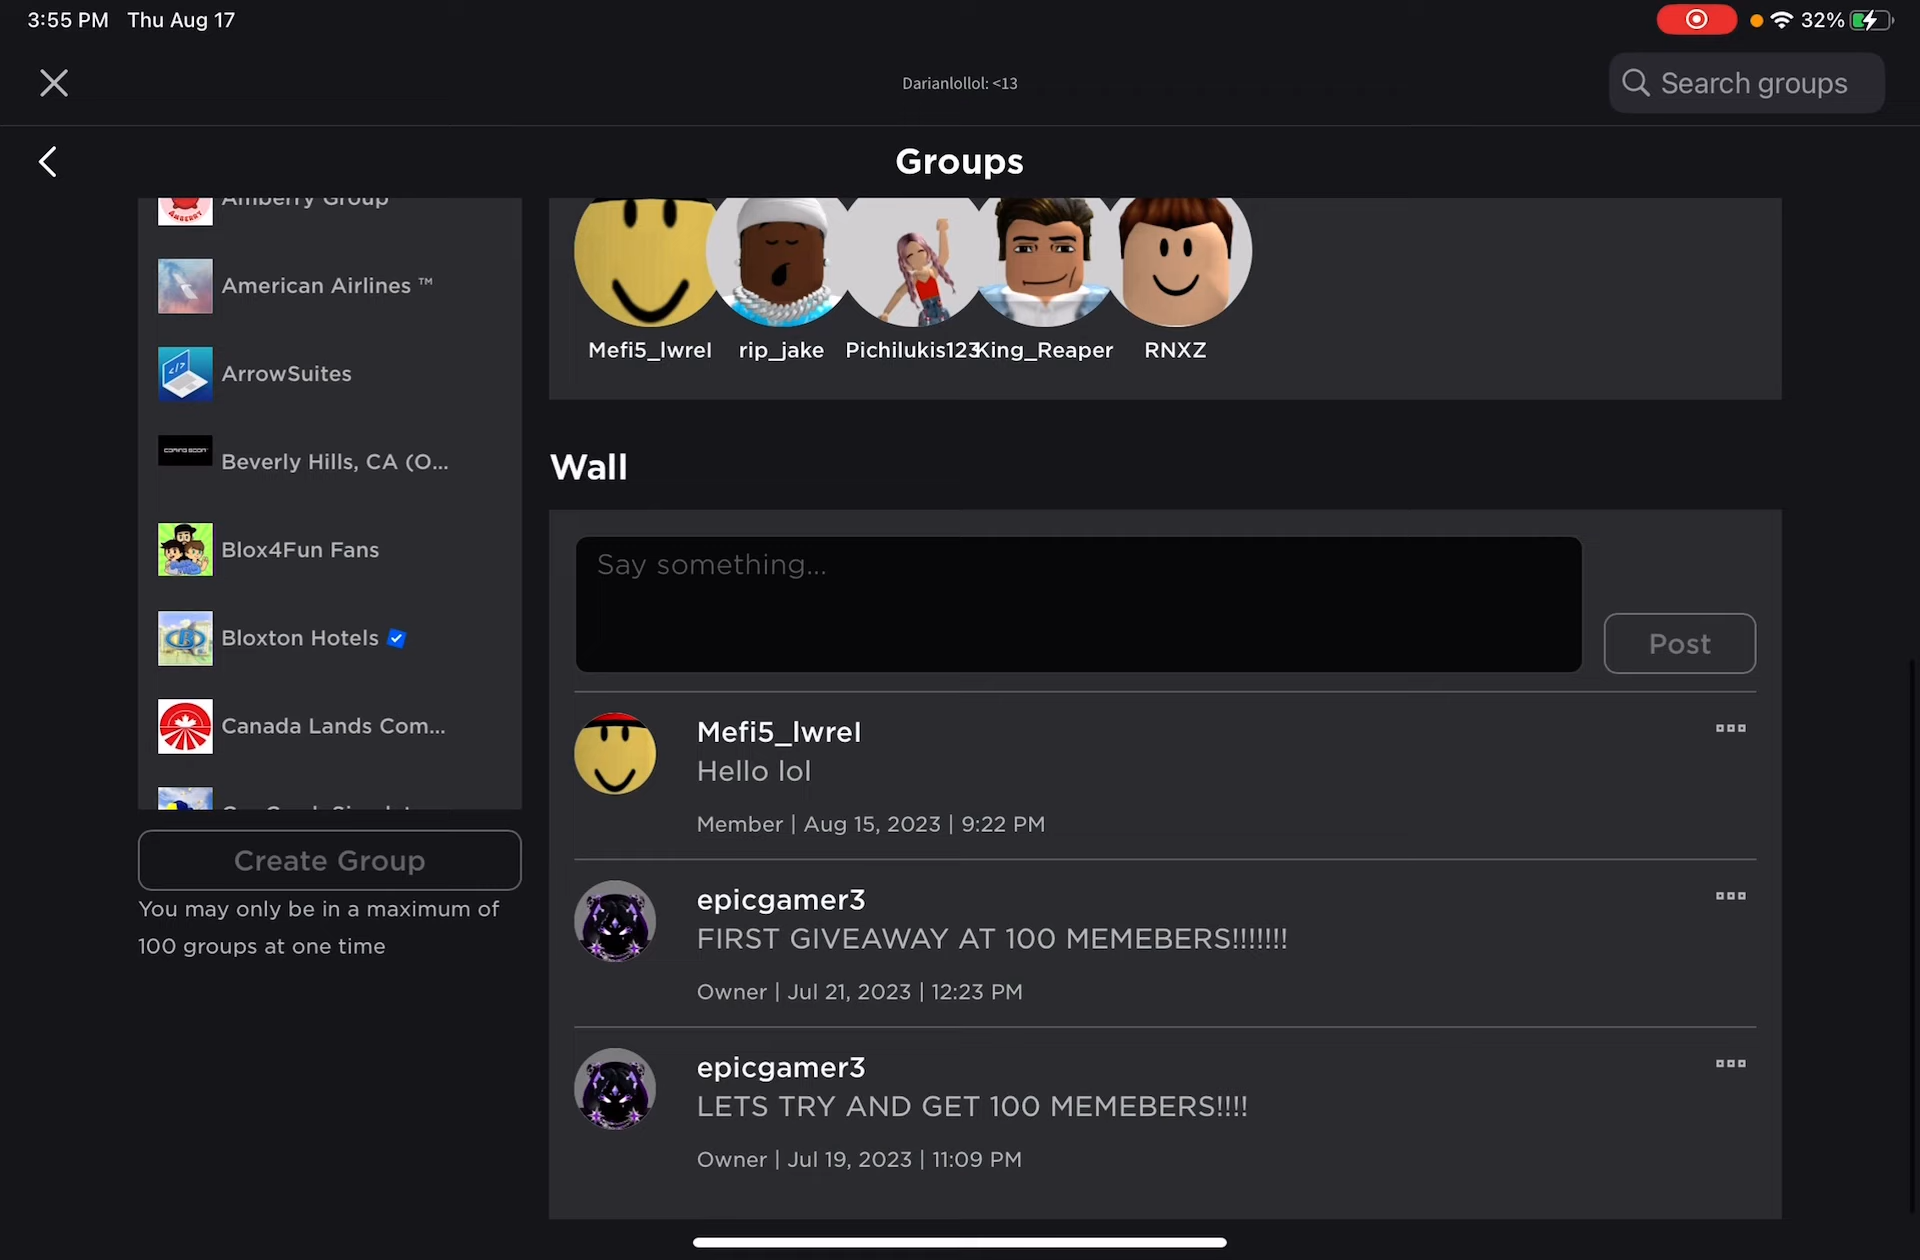 3:55 PM Thu Aug 17
32%
Darianlollol: <13
Search groups
Groups
Amberry Group
American Airlines ™
ArrowSuites
COMING SOON
Beverly Hills, CA (O...
Blox4Fun Fans
Bloxton Hotels
Canada Lands Com...
Create Group
You may only be in a maximum of
100 groups at one time
Mefi5_lwrel
rip_jake
Pichilukis123
King_Reaper
RNXZ
Wall
Say something...
Post
Mefi5_lwrel
Hello lol
Member | Aug 15, 2023 | 9:22 PM
epicgamer3
FIRST GIVEAWAY AT 100 MEMEBERS!!!!!!!
Owner | Jul 21, 2023 | 12:23 PM
epicgamer3
LETS TRY AND GET 100 MEMEBERS!!!!
Owner | Jul 19, 2023 | 11:09 PM